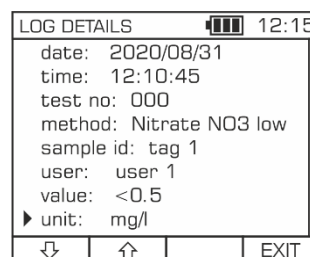 LOG DETAILS 12:15
date: 2020/08/31
time: 12:10:45
test no: 000
method: Nitrate NO3 low
sample id: tag 1
user: user 1
value: <0.5
unit: mg/l
EXIT